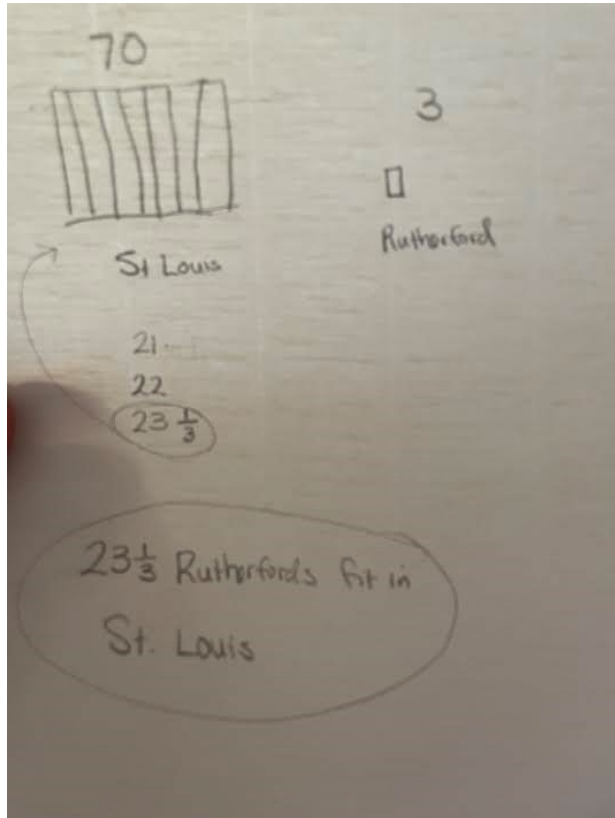 70
3
Rutherford
St Louis
21
22
23 1/3
23 1/3 Rutherfords fit in
St. Louis